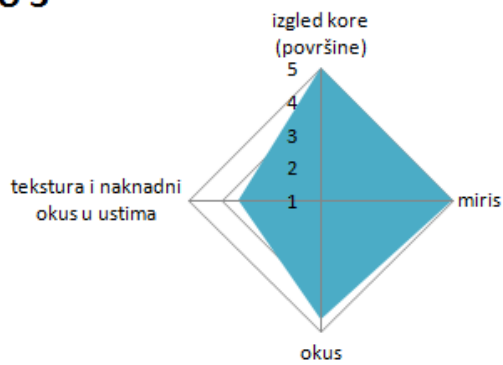 izgled kore
(površine)
5
4
3
2
1
tekstura i naknadni
okus u ustima
miris
okus